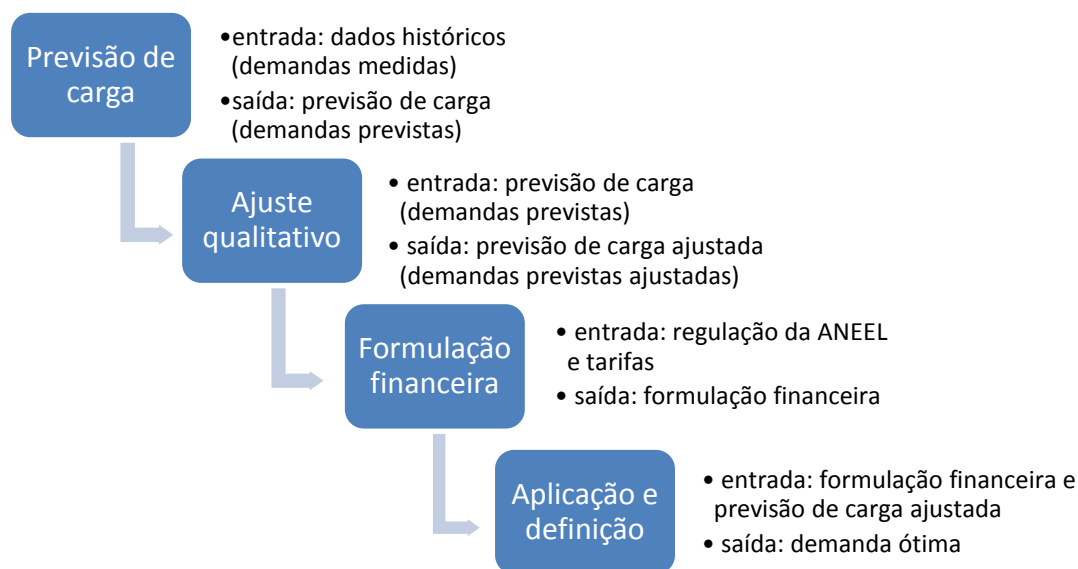 Previsão de
carga
•entrada: dados históricos
(demandas medidas)
•saída: previsão de carga
(demandas previstas)
Ajuste
qualitativo
• entrada: previsão de carga
(demandas previstas)
• saída: previsão de carga ajustada
(demandas previstas ajustadas)
Formulação
financeira
• entrada: regulação da ANEEL
e tarifas
• saída: formulação financeira
Aplicação e
definição
• entrada: formulação financeira e
previsão de carga ajustada
• saída: demanda ótima